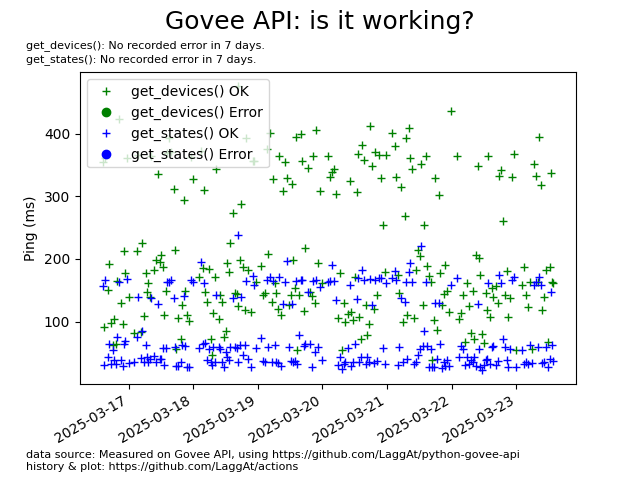 Govee API: is it working?
get_devices(): No recorded error in 7 days.
get_states(): No recorded error in 7 days.
get_devices() OK
get_devices() Error
get_states() OK
get_states() Error
Ping (ms)
400
300
200
100
2025-03-17
2025-03-18
2025-03-19
2025-03-20
2025-03-21
2025-03-22
2025-03-23
data source: Measured on Govee API, using https://github.com/LaggAt/python-govee-api
history & plot: https://github.com/LaggAt/actions